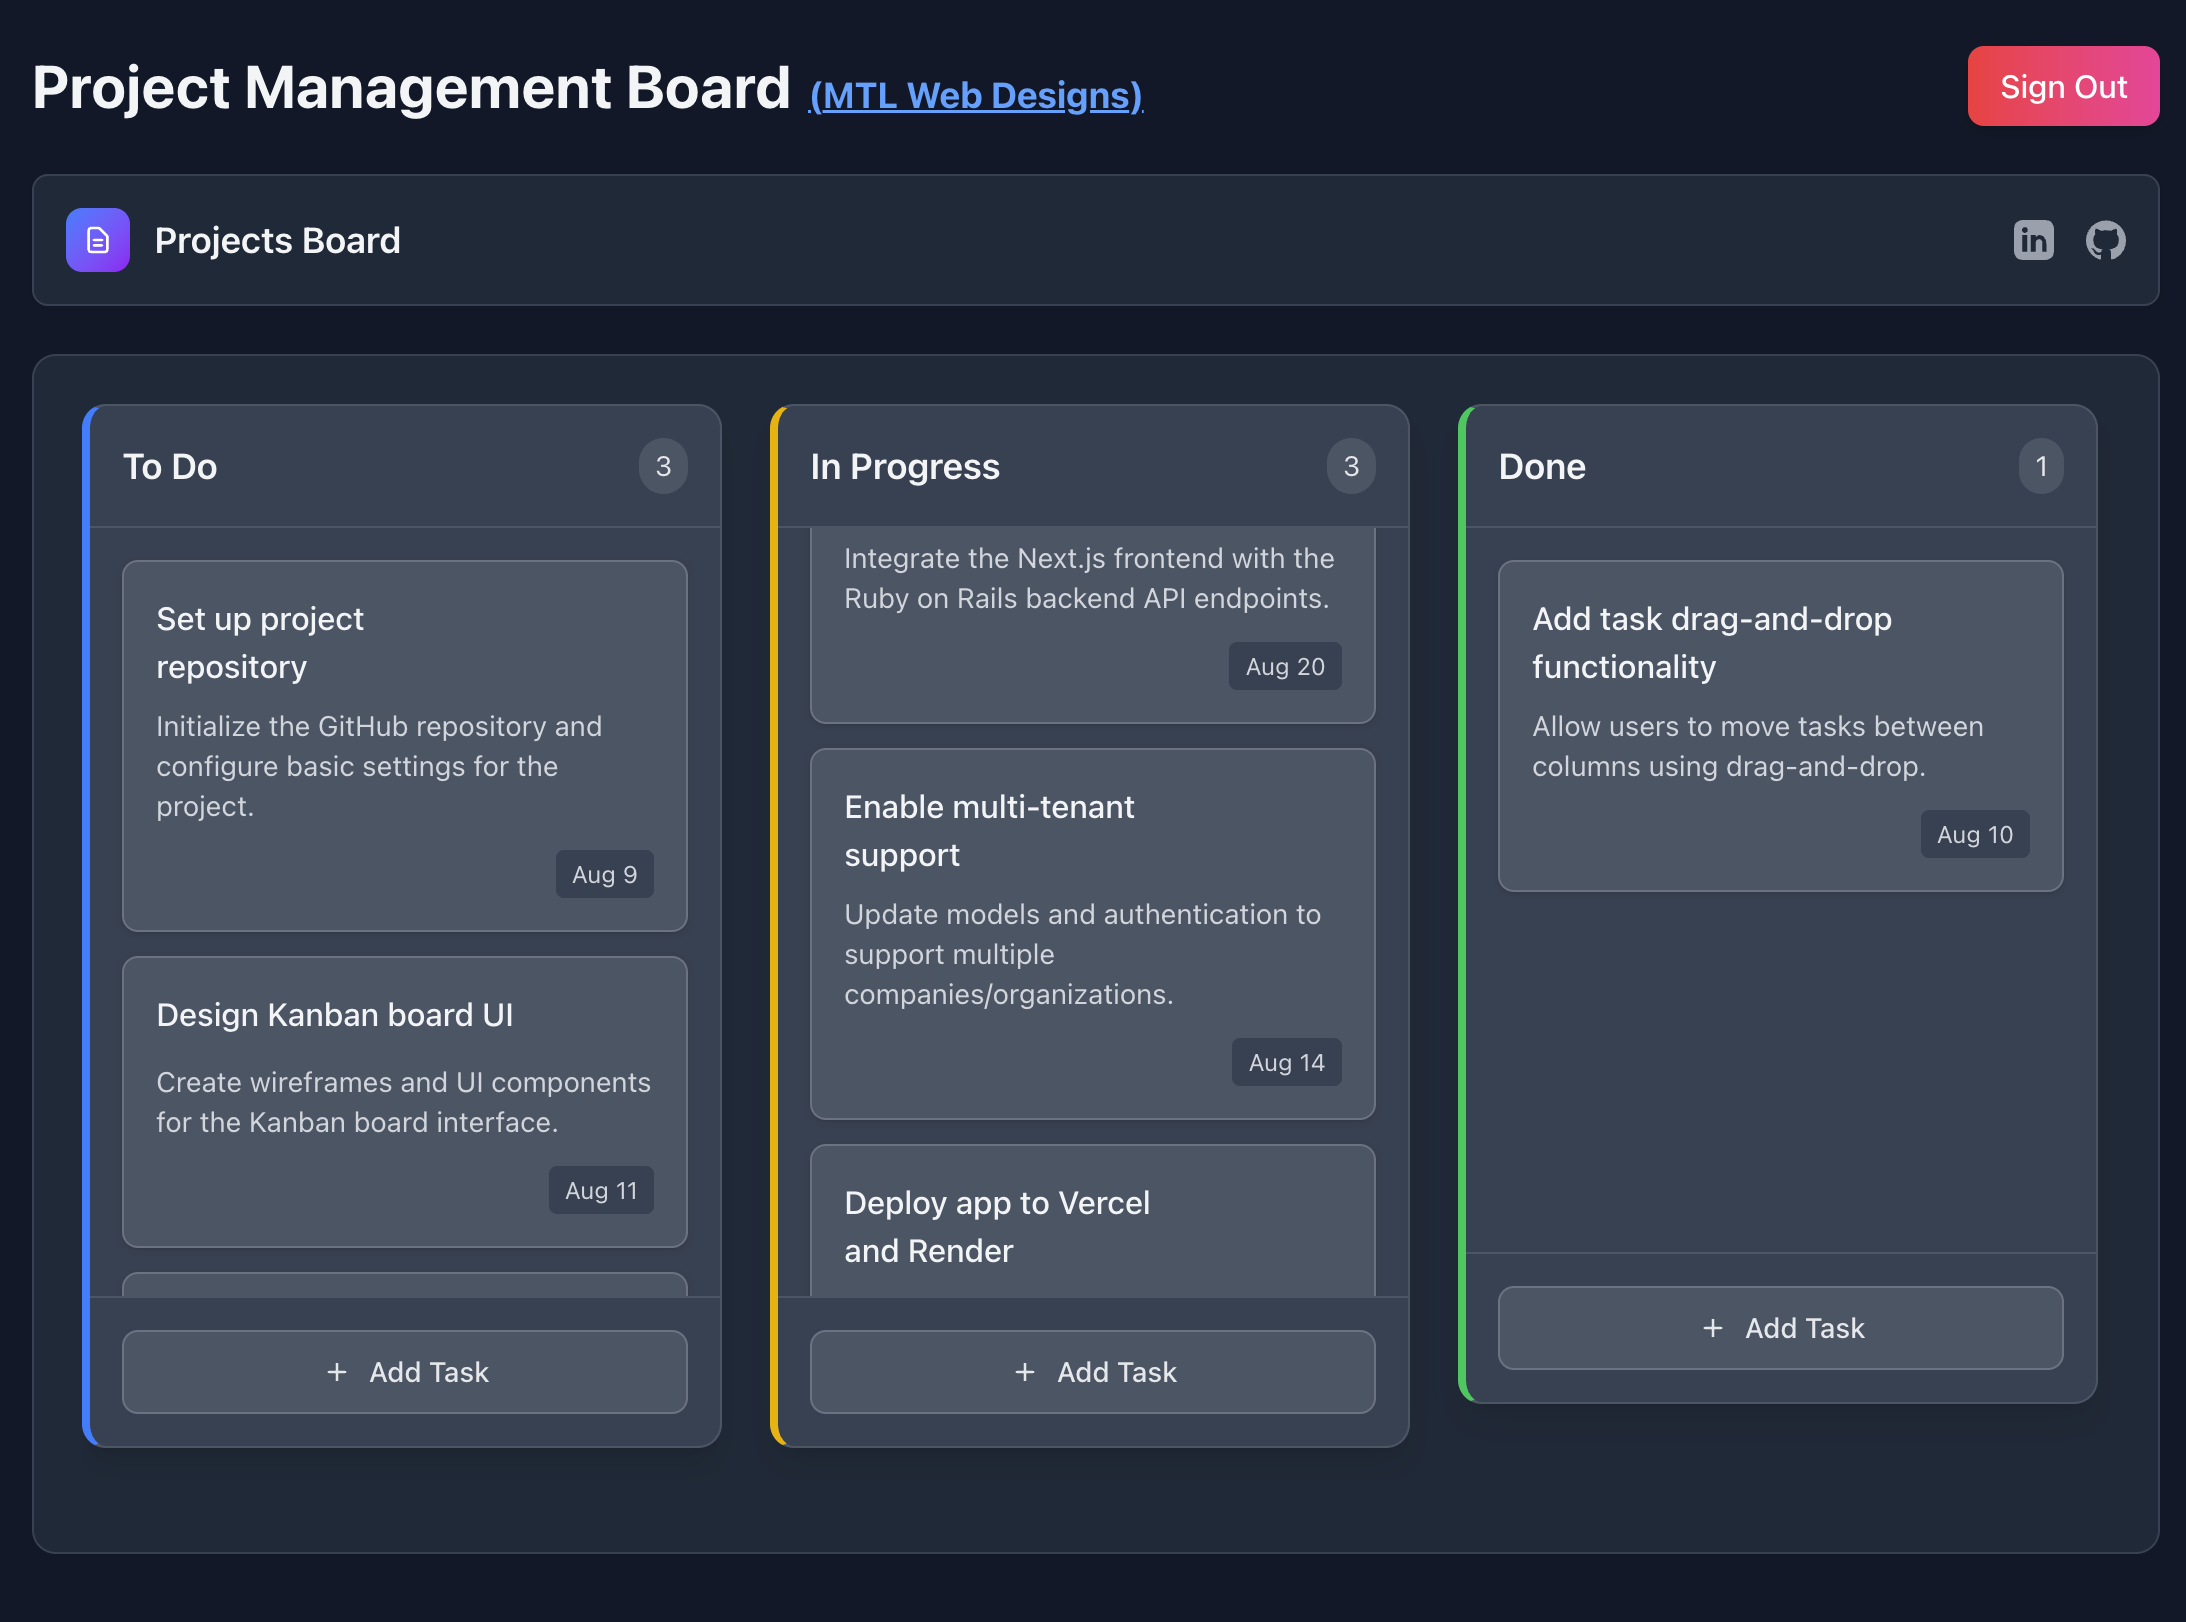 Project Management Board (MTL Web Designs)
Sign Out
Projects Board
in
To Do
3
Set up project
repository
Initialize the GitHub repository and
configure basic settings for the
project.
Aug 9
Design Kanban board UI
Create wireframes and UI components
for the Kanban board interface.
Aug 11
+ Add Task
In Progress
3
Integrate the Next.js frontend with the
Ruby on Rails backend API endpoints.
Aug 20
Enable multi-tenant
support
Update models and authentication to
support multiple
companies/organizations.
Aug 14
Deploy app to Vercel
and Render
+ Add Task
Done
1
Add task drag-and-drop
functionality
Allow users to move tasks between
columns using drag-and-drop.
Aug 10
+ Add Task